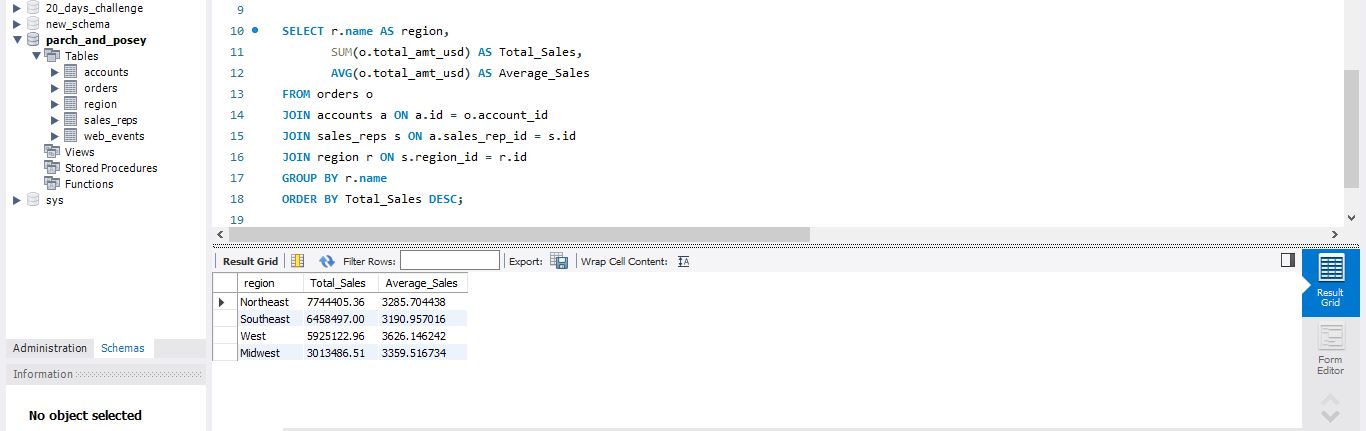 20_days_challenge
new_schema
parch_and_posey
Tables
accounts
orders
region
sales_reps
web_events
Views
Stored Procedures
Functions
sys
Administration Schemas
Information
No object selected
9
10 SELECT r.name AS region,
11 SUM(o.total_amt_usd) AS Total_Sales,
12 AVG(o.total_amt_usd) AS Average_Sales
13 FROM orders o
14 JOIN accounts a ON a.id = o.account_id
15 JOIN sales_reps s ON a.sales_rep_id = s.id
16 JOIN region r ON s.region_id = r.id
17 GROUP BY r.name
18 ORDER BY Total_Sales DESC;
19
Result Grid Filter Rows: Export: Wrap Cell Content:
region Total_Sales Average_Sales
Northeast 7744405.36 3285.704438
Southeast 6458497.00 3190.957016
West 5925122.96 3626.146242
Midwest 3013486.51 3359.516734
Result
Grid
Form
Editor